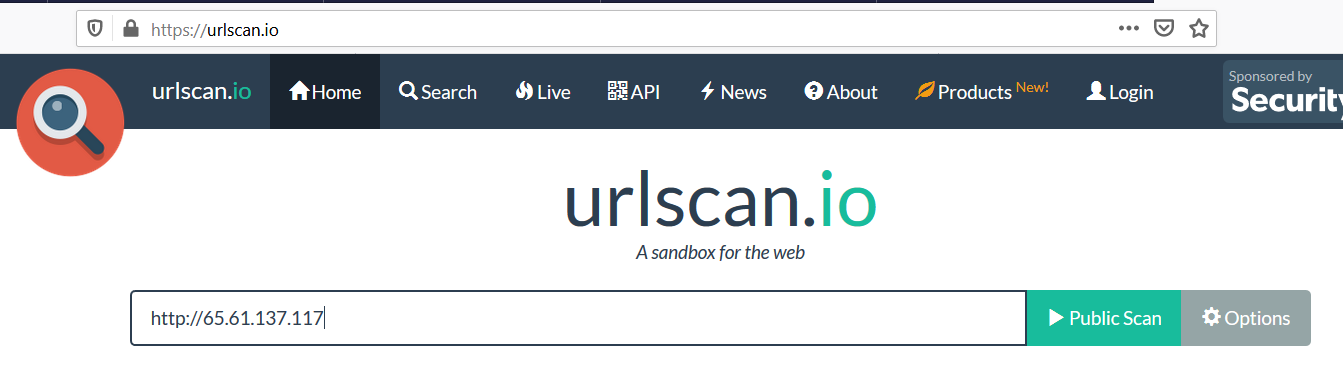 https://urlscan.io
urlscan.io Home Search Live API News About Products New! Login
Sponsored by
Security
urlscan.io
A sandbox for the web
http://65.61.137.117 Public Scan Options